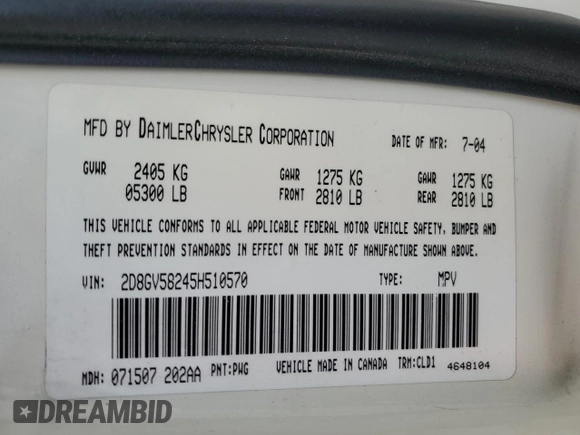 MFD BY DAIMLERCHRYSLER CORPORATION DATE OF MFR: 7-04
GVWR 2405 KG GAWR 1275 KG GAWR 1275 KG
05300 LB FRONT 2810 LB REAR 2810 LB
THIS VEHICLE CONFORMS TO ALL APPLICABLE FEDERAL MOTOR VEHICLE SAFETY, BUMPER AND
THEFT PREVENTION STANDARDS IN EFFECT ON THE DATE OF MANUFACTURE SHOWN ABOVE.
VIN: 2D8GV58245H510570 TYPE: MPV
MDH: 071507 202AA PNT:PWG VEHICLE MADE IN CANADA TRM:CLD1 4648104
DREAMBID